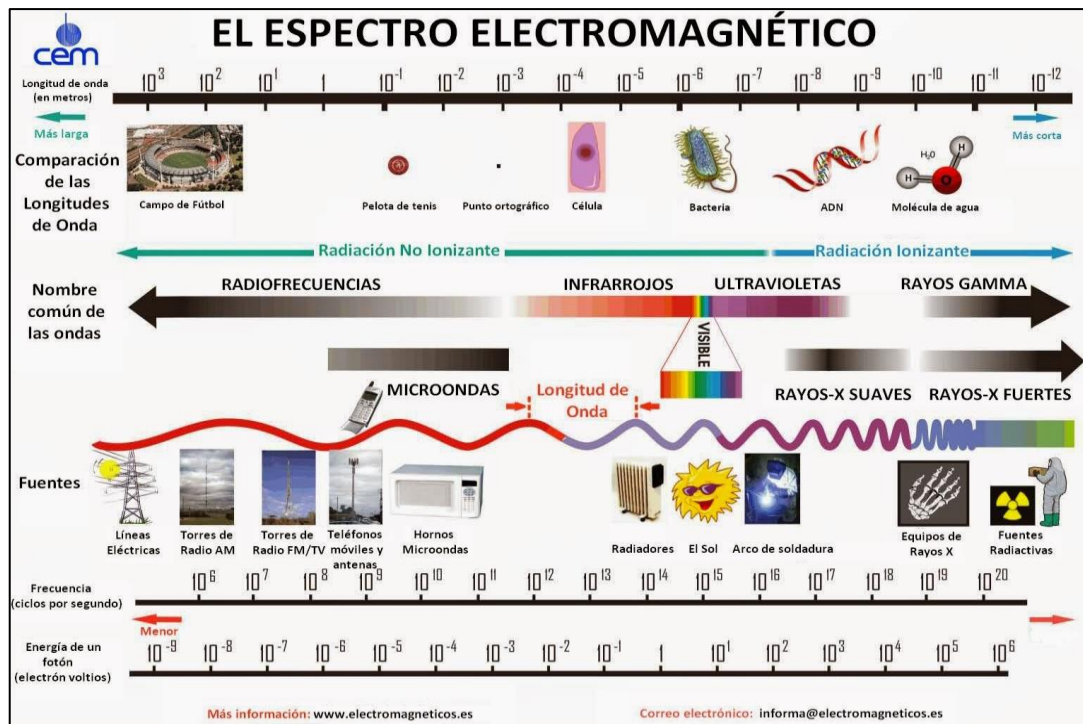 EL ESPECTRO ELECTROMAGNÉTICO
cem
Longitud de onda
(en metros)
10³ 10² 10¹ 1 10⁻¹ 10⁻² 10⁻³ 10⁻⁴ 10⁻⁵ 10⁻⁶ 10⁻⁷ 10⁻⁸ 10⁻⁹ 10⁻¹⁰ 10⁻¹¹ 10⁻¹²
Más larga
Más corta
Comparación
de las
Longitudes
de Onda
H₂O
H
H
O
Campo de Fútbol
Pelota de tenis
Punto ortográfico
Célula
Bacteria
ADN
Molécula de agua
Radiación No Ionizante
Radiación Ionizante
Nombre
común de
las ondas
RADIOFRECUENCIAS
INFRARROJOS
ULTRAVIOLETAS
RAYOS GAMMA
VISIBLE
MICROONDAS
Longitud de
Onda
RAYOS-X SUAVES
RAYOS-X FUERTES
Fuentes
Líneas
Eléctricas
Torres de
Radio AM
Torres de
Radio FM/TV
Teléfonos
móviles y
antenas
Hornos
Microondas
Radiadores
El Sol
Arco de soldadura
Equipos de
Rayos X
Fuentes
Radiactivas
Frecuencia
(ciclos por segundo)
10⁶ 10⁷ 10⁸ 10⁹ 10¹⁰ 10¹¹ 10¹² 10¹³ 10¹⁴ 10¹⁵ 10¹⁶ 10¹⁷ 10¹⁸ 10¹⁹ 10²⁰
Menor
Energía de un
fotón
(electrón voltios)
10⁻⁹ 10⁻⁸ 10⁻⁷ 10⁻⁶ 10⁻⁵ 10⁻⁴ 10⁻³ 10⁻² 10⁻¹ 1 10¹ 10² 10³ 10⁴ 10⁵ 10⁶
Más información: www.electromagneticos.es
Correo electrónico: informa@electromagneticos.es